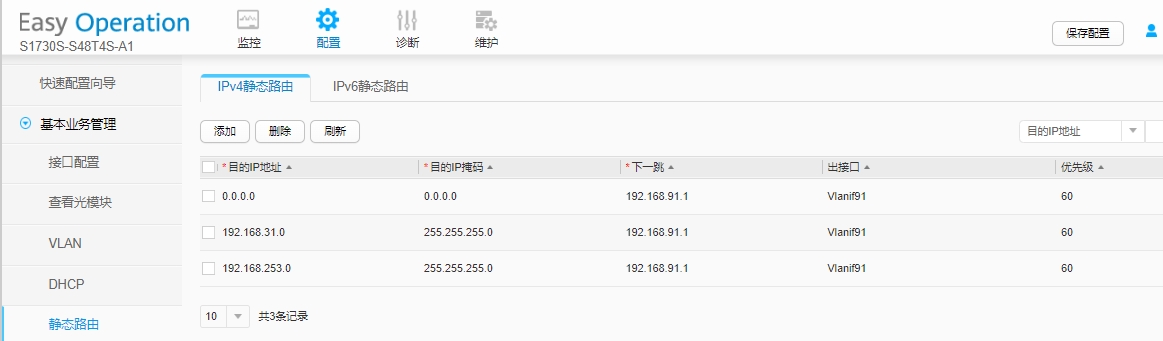 Easy Operation
S1730S-S48T4S-A1
监控
配置
诊断
维护
保存配置
快速配置向导
基本业务管理
接口配置
查看光模块
VLAN
DHCP
静态路由
IPv4静态路由 IPv6静态路由
添加 删除 刷新 目的IP地址
*目的IP地址 *目的IP掩码 *下一跳 出接口 优先级
0.0.0.0 0.0.0.0 192.168.91.1 Vlanif91 60
192.168.31.0 255.255.255.0 192.168.91.1 Vlanif91 60
192.168.253.0 255.255.255.0 192.168.91.1 Vlanif91 60
10 共3条记录